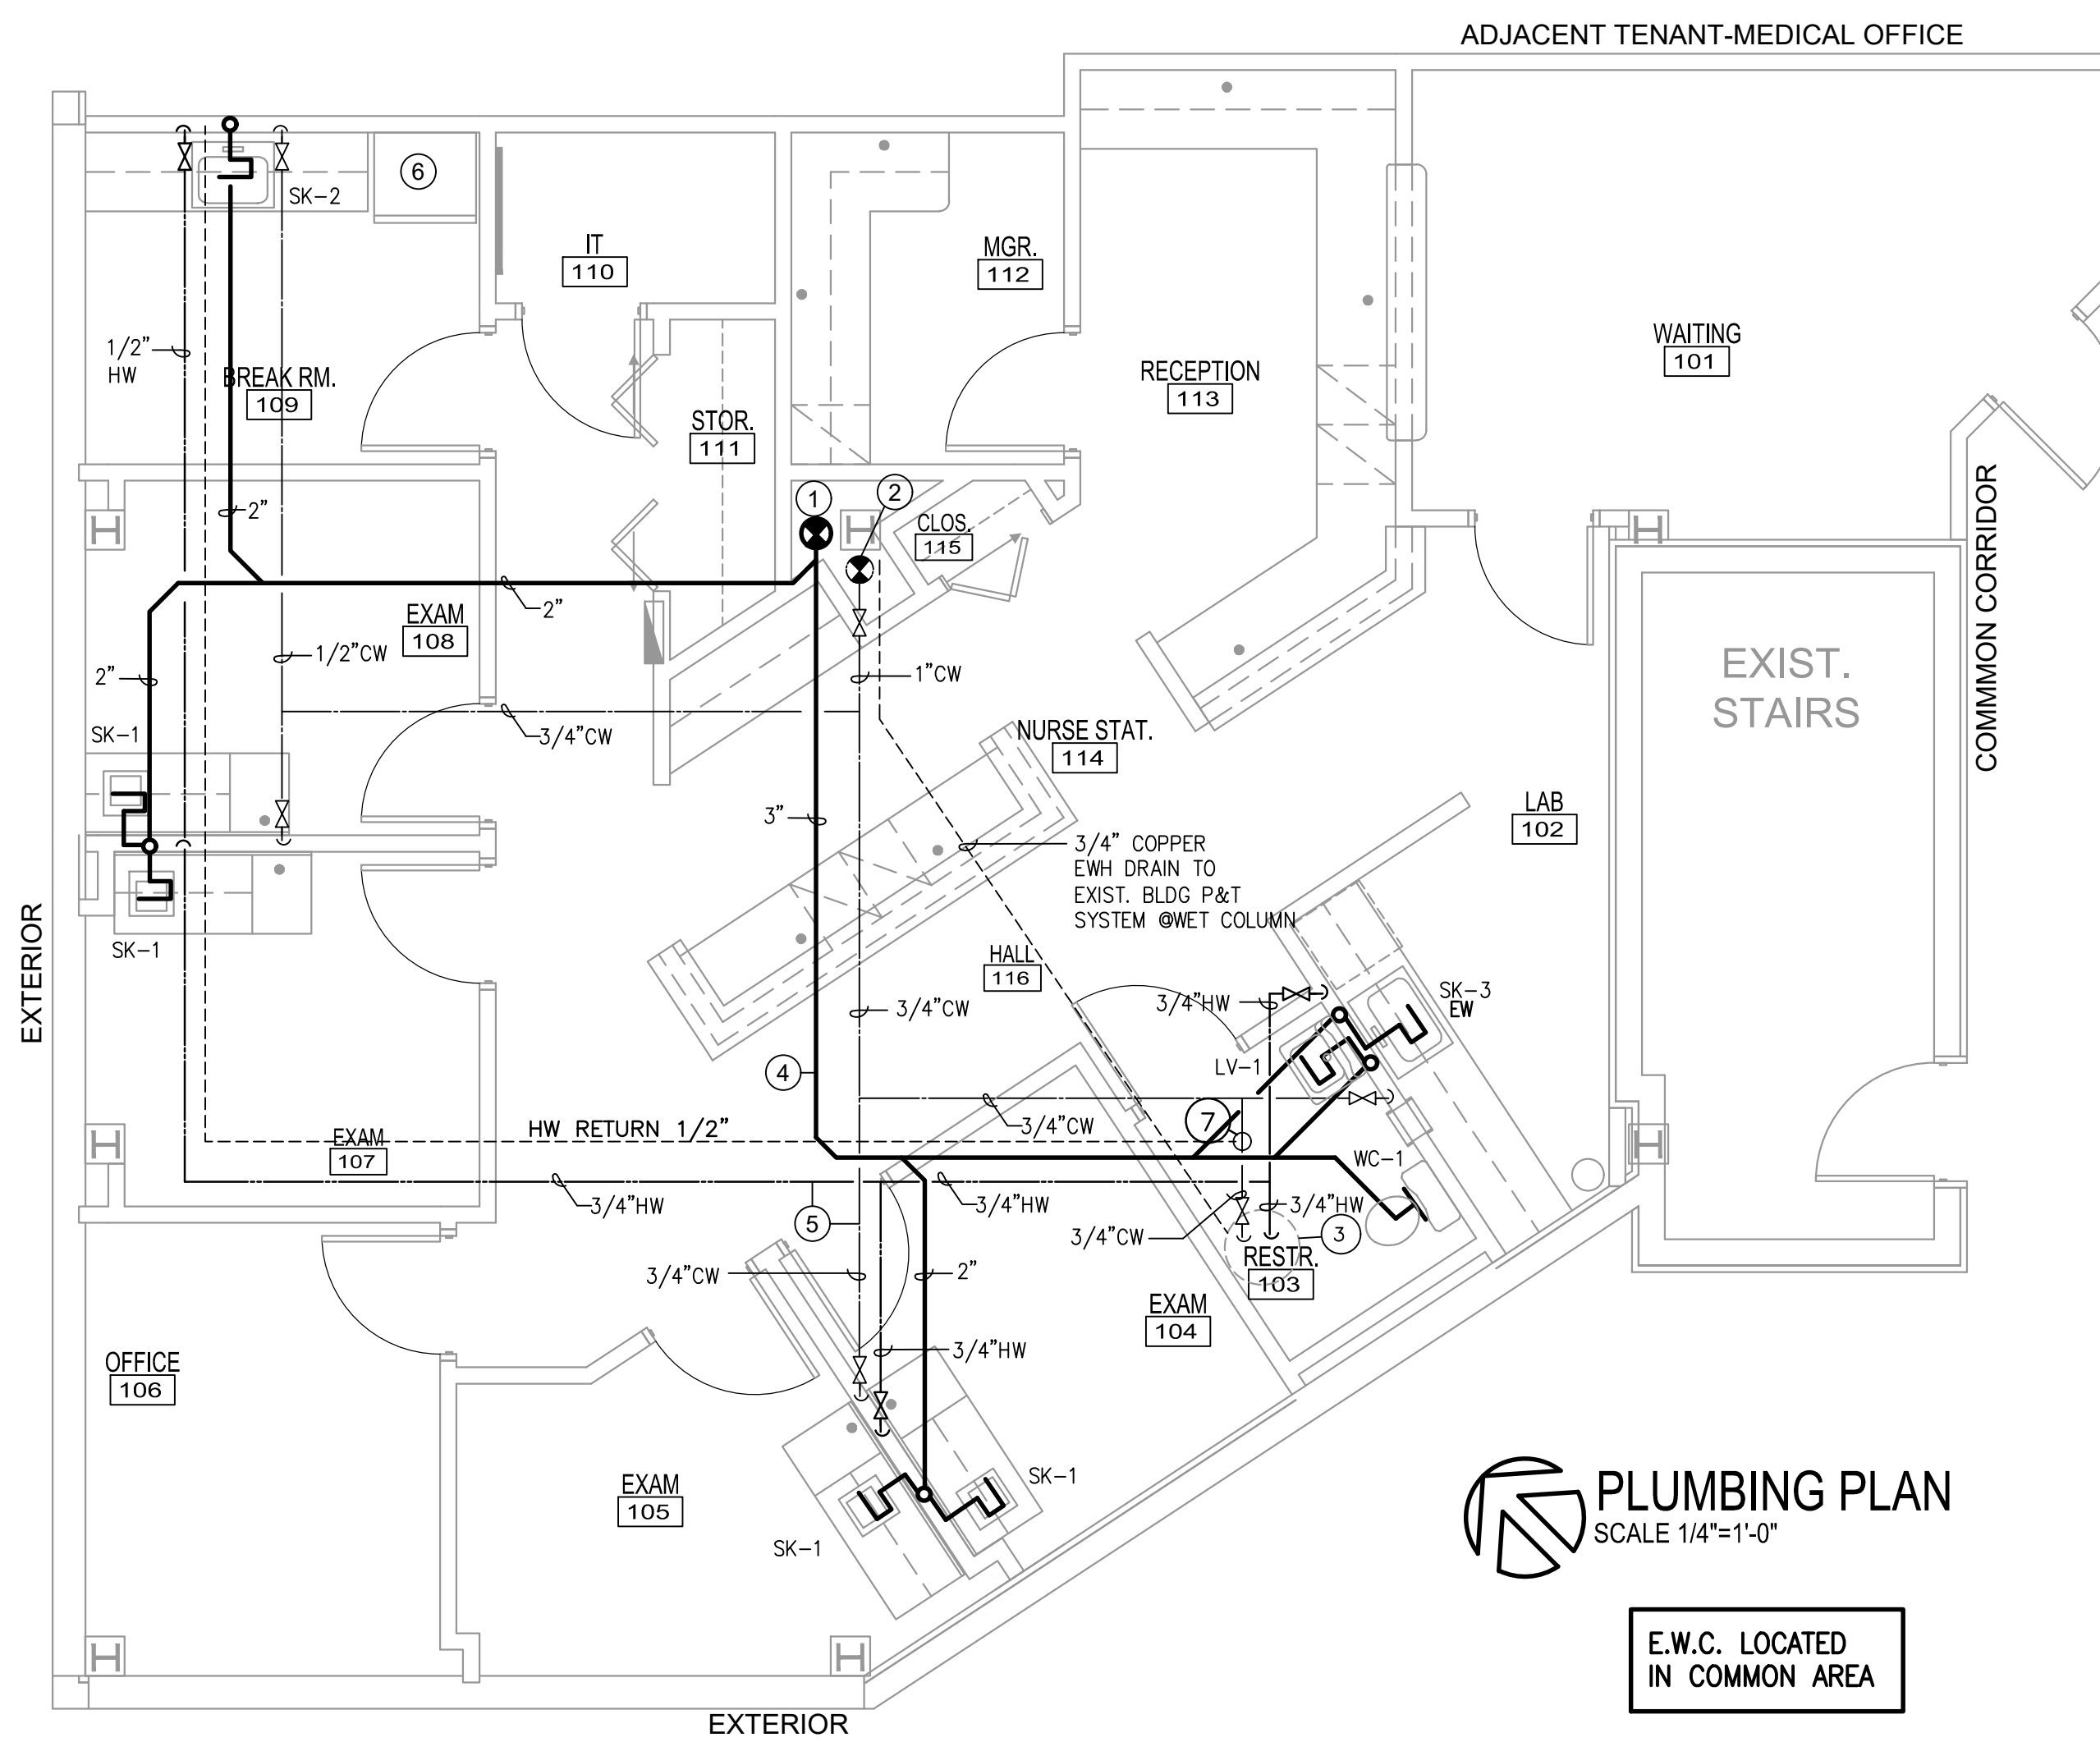 ADJACENT TENANT-MEDICAL OFFICE
6
SK-2
IT
110
MGR.
112
1/2"
HW
BREAK RM.
109
RECEPTION
113
WAITING
101
STOR.
111
2"
1
2
CLOS.
115
COMMMON CORRIDOR
2"
EXAM
108
1/2"CW
2"
1"CW
EXIST.
STAIRS
SK-1
3/4"CW
NURSE STAT.
114
3"
LAB
102
3/4" COPPER
EWH DRAIN TO
EXIST. BLDG P&T
SYSTEM @WET COLUMN
SK-1
EXTERIOR
HALL
116
3/4"HW
SK-3
EW
3/4"CW
LV-1
4
7
HW RETURN 1/2"
3/4"CW
EXAM
107
WC-1
3/4"HW
3/4"HW
3/4"HW
5
3/4"CW
3
RESTR.
103
3/4"CW
2"
EXAM
104
3/4"HW
OFFICE
106
EXAM
105
SK-1
SK-1
PLUMBING PLAN
SCALE 1/4"=1'-0"
E.W.C. LOCATED
IN COMMON AREA
EXTERIOR
H
H
H
H
H
H
H